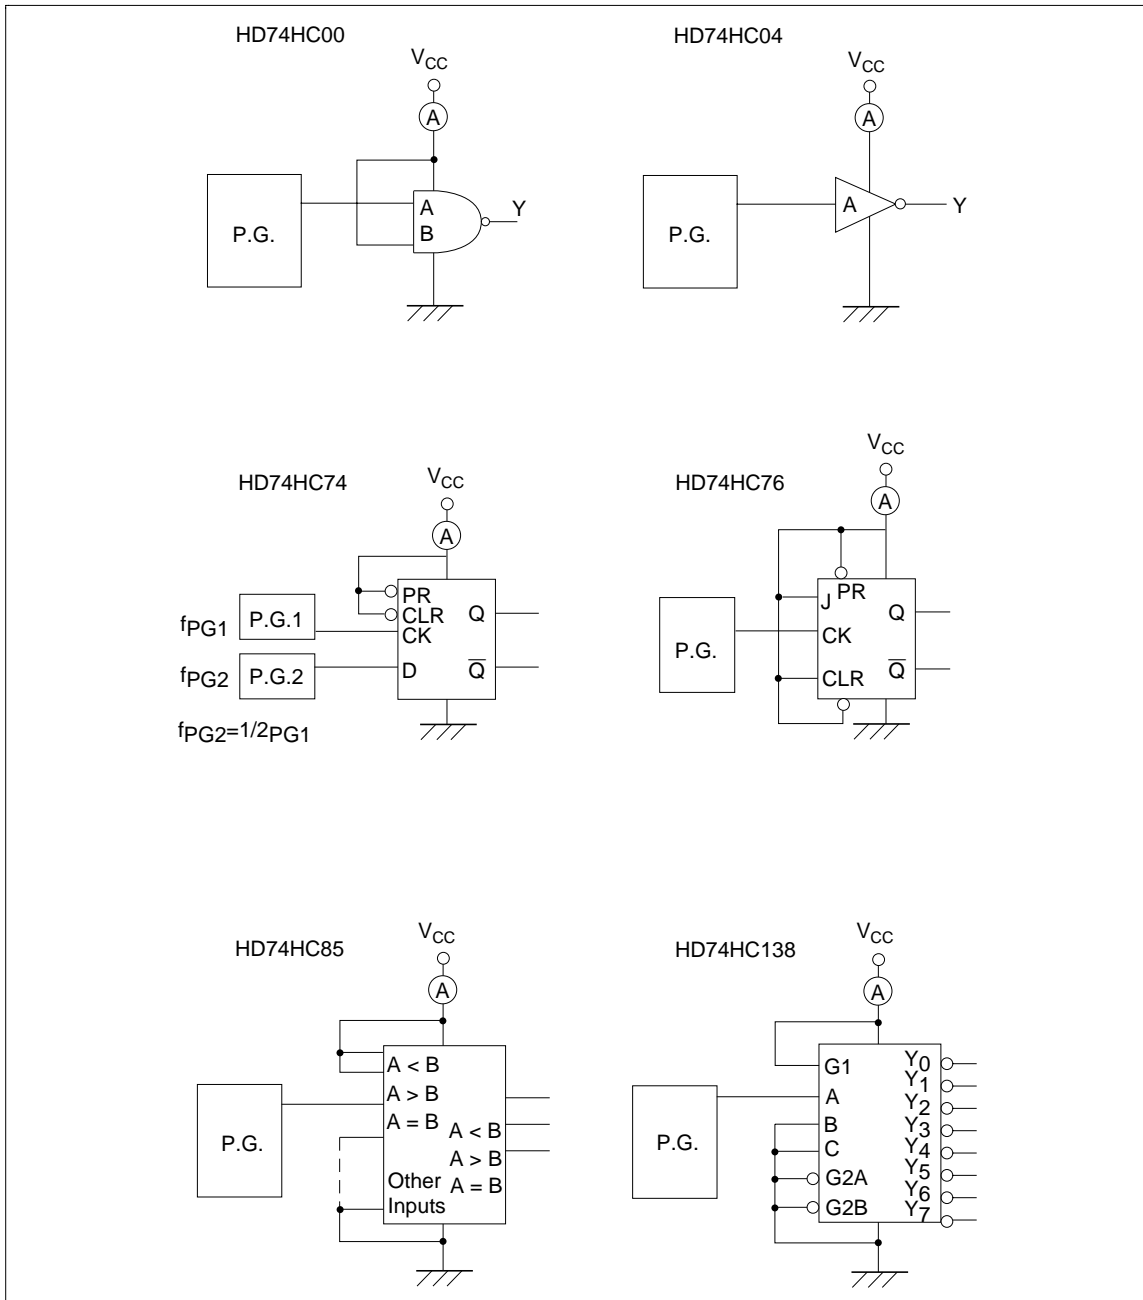 HD74HC00
VCC
A
P.G.
A
B
Y
HD74HC04
VCC
A
P.G.
A
Y
HD74HC74
VCC
A
fPG1
P.G.1
fPG2
P.G.2
fPG2=1/2PG1
PR
CLR
CK
D
Q
Q̅
HD74HC76
VCC
A
P.G.
J
PR
CK
CLR
Q
Q̅
HD74HC85
VCC
A
P.G.
A < B
A > B
A = B
Other
Inputs
A < B
A > B
A = B
HD74HC138
VCC
A
P.G.
G1
A
B
C
G2A
G2B
Y0
Y1
Y2
Y3
Y4
Y5
Y6
Y7